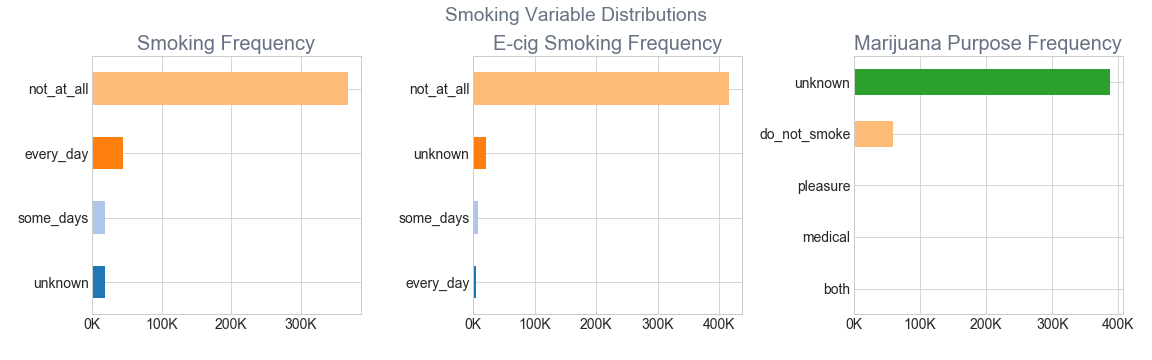 Smoking Variable Distributions
Smoking Frequency
not_at_all
every_day
some_days
unknown
0K 100K 200K 300K
E-cig Smoking Frequency
not_at_all
unknown
some_days
every_day
0K 100K 200K 300K 400K
Marijuana Purpose Frequency
unknown
do_not_smoke
pleasure
medical
both
0K 100K 200K 300K 400K